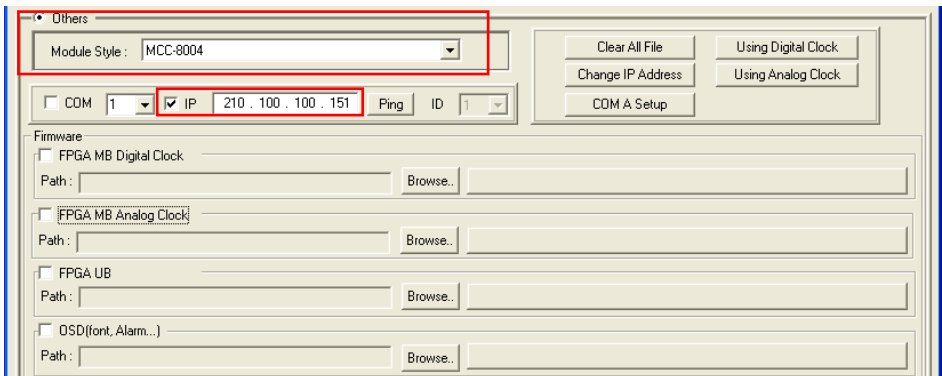 Others
Module Style : MCC-8004
Clear All File Using Digital Clock
Change IP Address Using Analog Clock
COM 1 IP 210 . 100 . 100 . 151 Ping ID 1
COM A Setup
Firmware
FPGA MB Digital Clock
Path : Browse..
FPGA MB Analog Clock
Path : Browse..
FPGA UB
Path : Browse..
OSD(font, Alarm...)
Path : Browse..